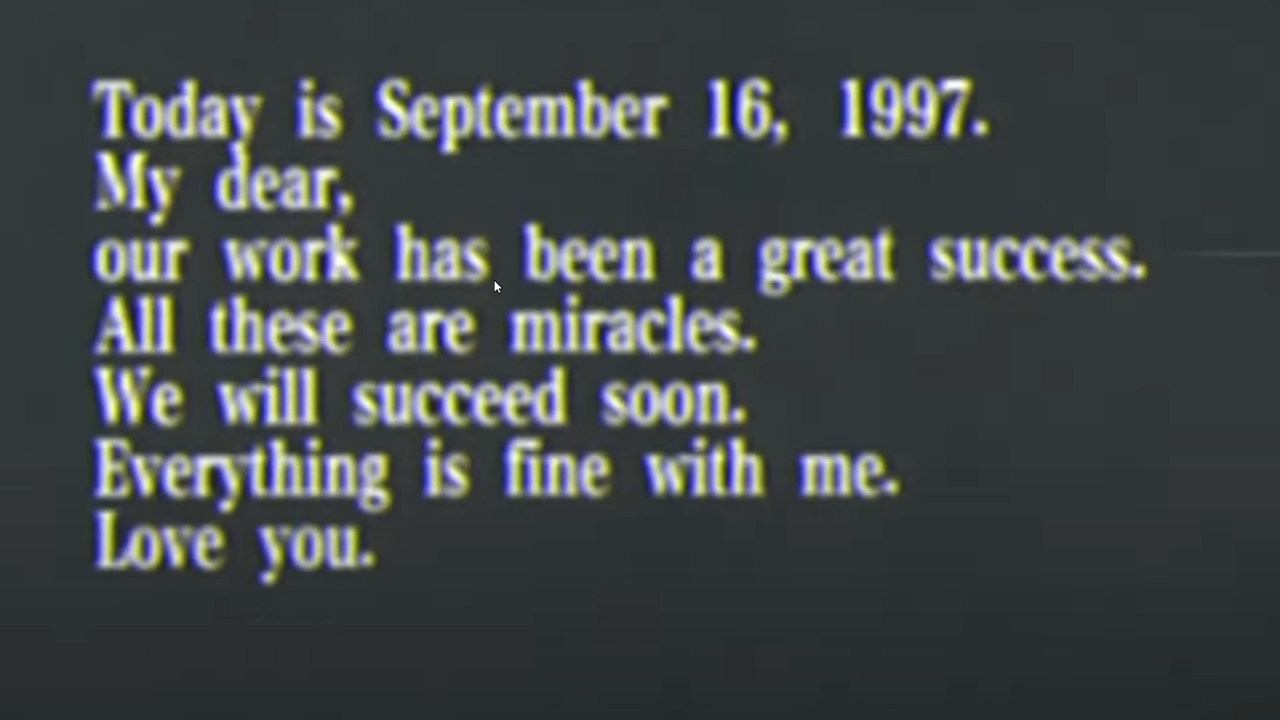 Today is September 16, 1997.
My dear,
our work has been a great success.
All these are miracles.
We will succeed soon.
Everything is fine with me.
Love you.